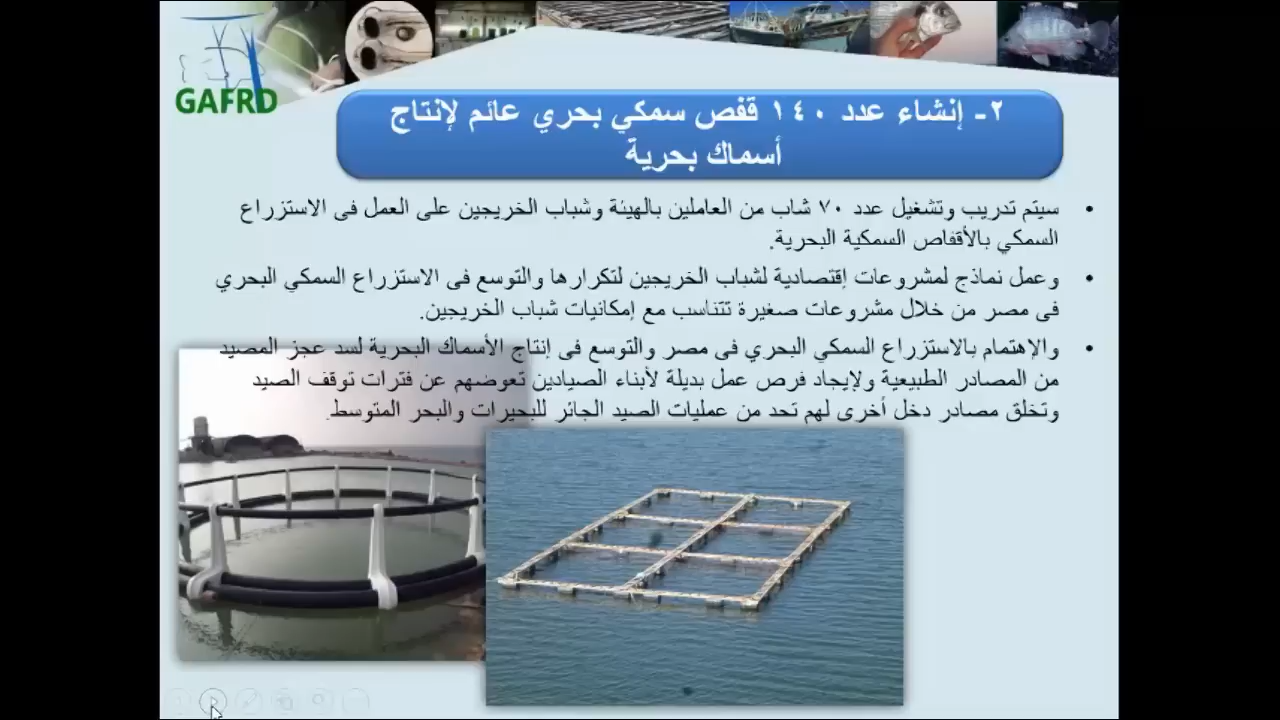 GAFRD
٢- إنشاء عدد ١٤٠ قفص سمكي بحري عائم لإنتاج
أسماك بحرية
• سيتم تدريب وتشغيل عدد ٧٠ شاب من العاملين بالهيئة وشباب الخريجين على العمل فى الاستزراع
السمكي بالأقفاص السمكية البحرية.
• وعمل نماذج لمشروعات إقتصادية لشباب الخريجين لتكرارها والتوسع فى الاستزراع السمكي البحري
فى مصر من خلال مشروعات صغيرة تتناسب مع إمكانيات شباب الخريجين.
• والإهتمام بالاستزراع السمكي البحري فى مصر والتوسع فى إنتاج الأسماك البحرية لسد عجز المصيد
من المصادر الطبيعية ولإيجاد فرص عمل بديلة لأبناء الصيادين تعوضهم عن فترات توقف الصيد
وتخلق مصادر دخل أخرى لهم تحد من عمليات الصيد الجائر للبحيرات والبحر المتوسط.